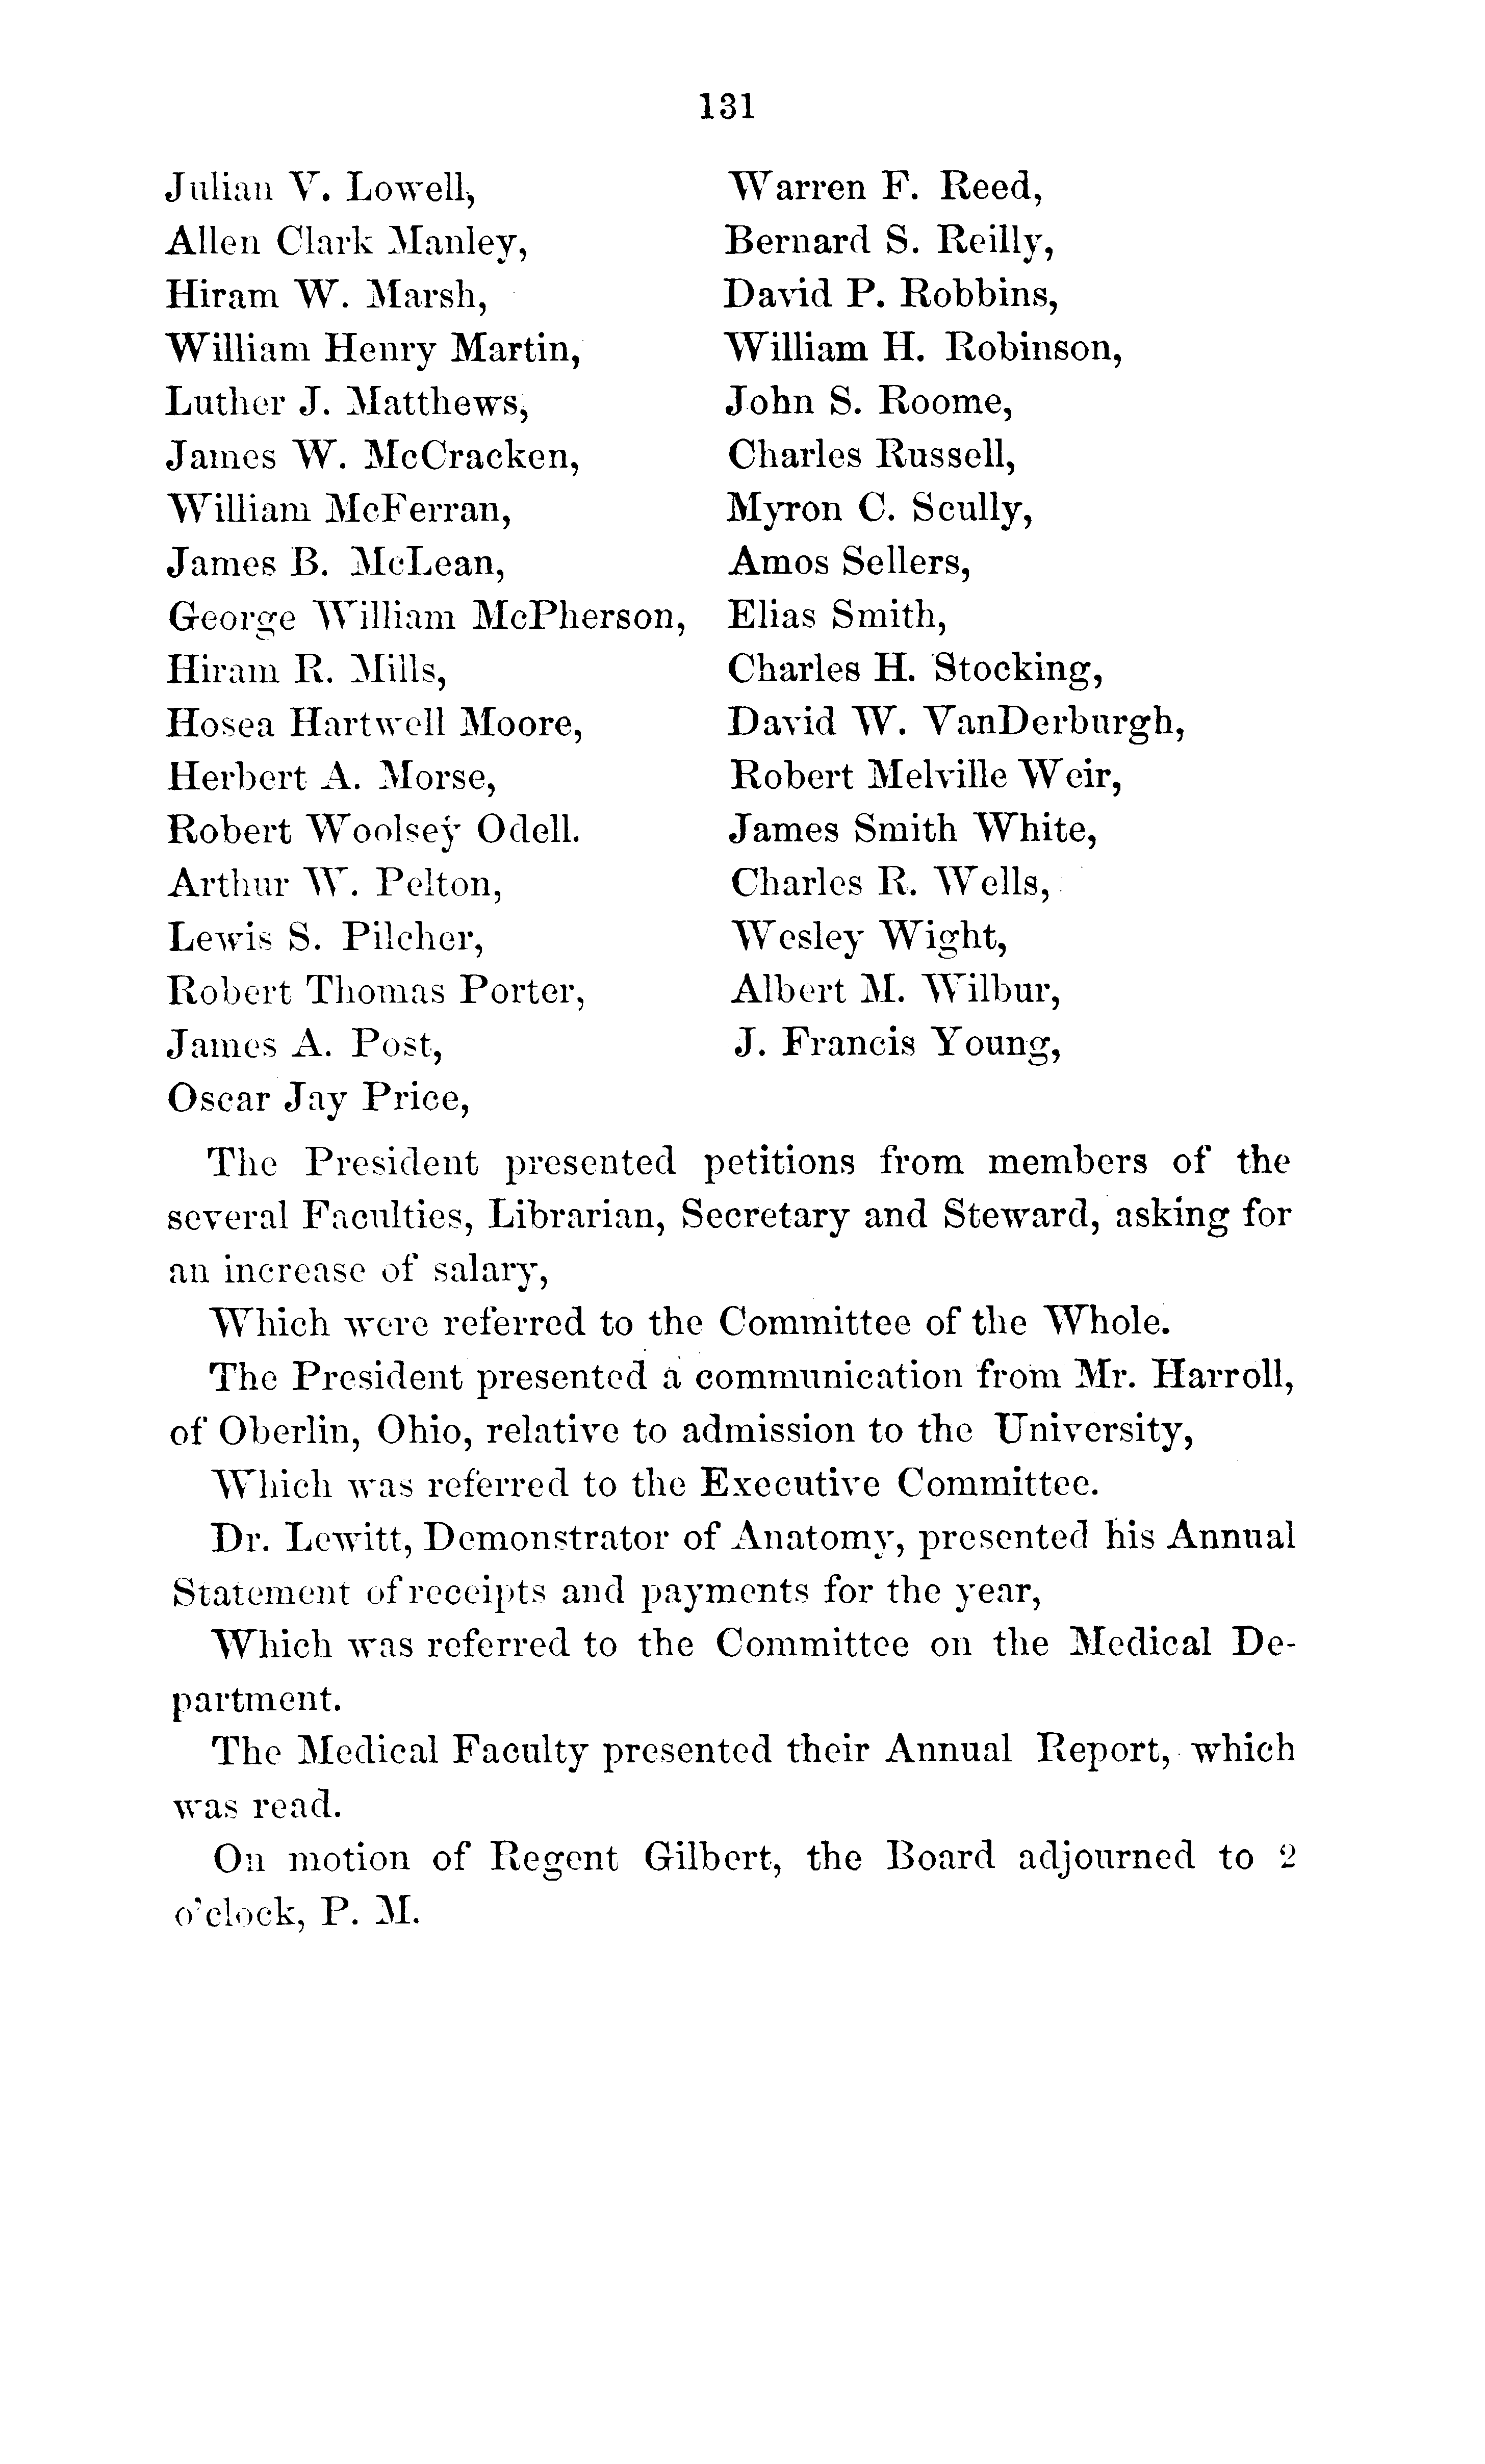 131
Julian V. Lowell,
Allen Clark Manley,
Hiram W. Marsh,
William Henry Martin,
Luther J. Matthews,
James W. McCracken,
William McFerran,
James B. McLean,
George William McPherson,
Hiram R. Mills,
Hosea Hartwell Moore,
Herbert A. Morse,
Robert Woolsey Odell.
Arthur W. Pelton,
Lewis S. Pilcher,
Robert Thomas Porter,
James A. Post,
Oscar Jay Price,
Warren F. Reed,
Bernard S. Reilly,
David P. Robbins,
William H. Robinson,
John S. Roome,
Charles Russell,
Myron C. Scully,
Amos Sellers,
Elias Smith,
Charles H. Stocking,
David W. VanDerburgh,
Robert Melville Weir,
James Smith White,
Charles R. Wells,
Wesley Wight,
Albert M. Wilbur,
J. Francis Young,
The President presented petitions from members of the
several Faculties, Librarian, Secretary and Steward, asking for
an increase of salary,
Which were referred to the Committee of the Whole.
The President presented a communication from Mr. Harroll,
of Oberlin, Ohio, relative to admission to the University,
Which was referred to the Executive Committee.
Dr. Lewitt, Demonstrator of Anatomy, presented his Annual
Statement of receipts and payments for the year,
Which was referred to the Committee on the Medical De-
partment.
The Medical Faculty presented their Annual Report, which
was read.
On motion of Regent Gilbert, the Board adjourned to 2
o'clock, P. M.